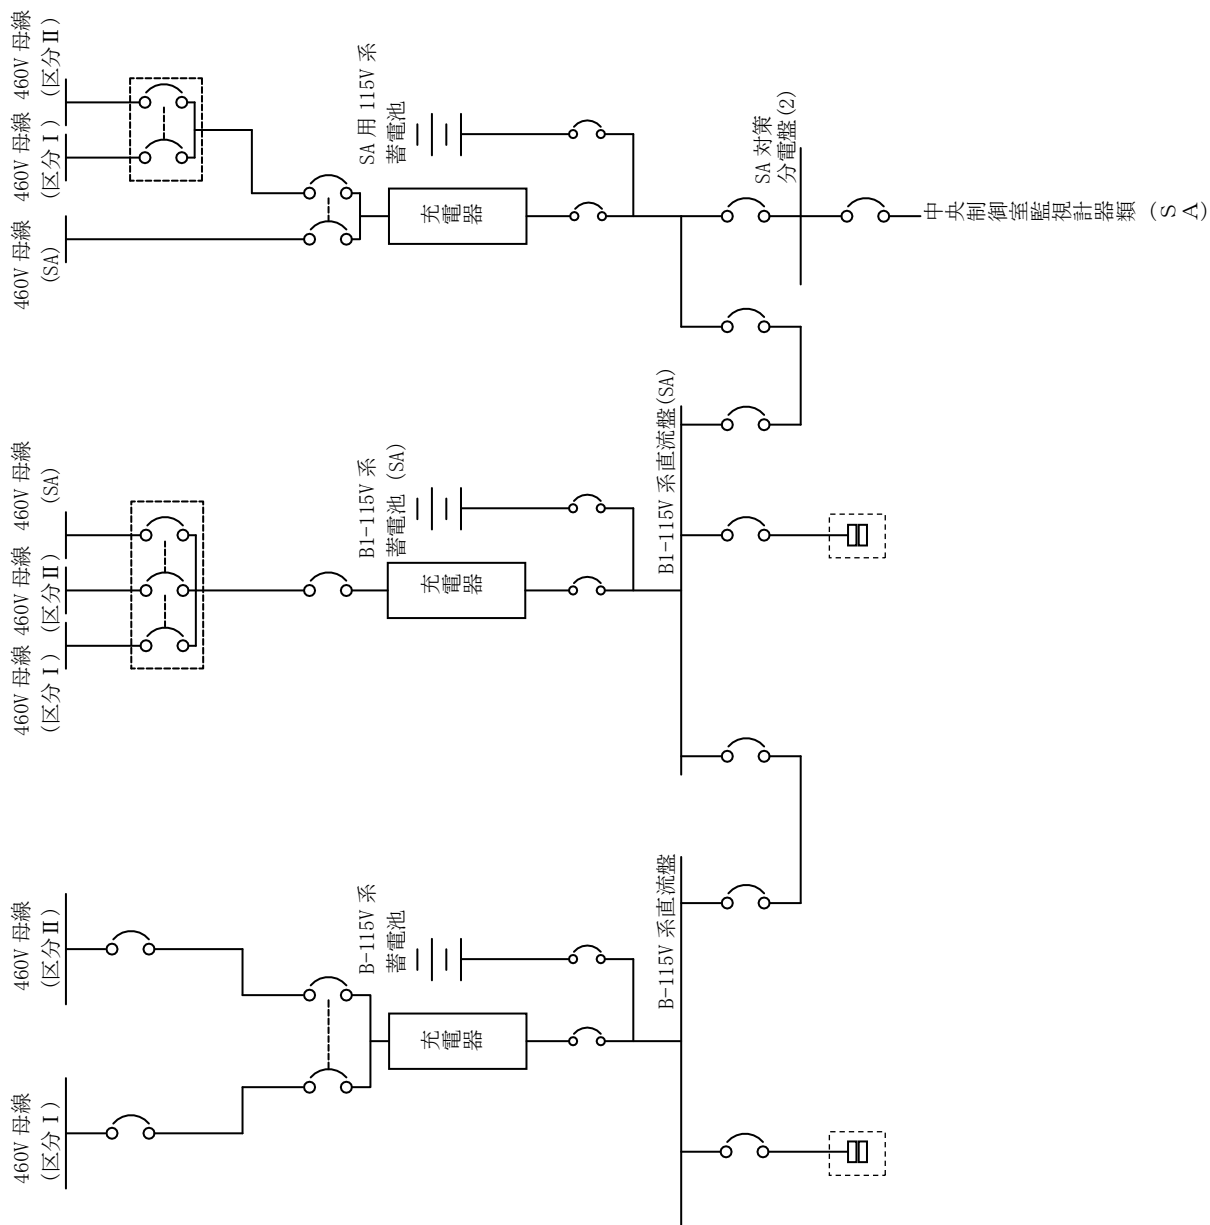 460V 母線
(区分Ⅰ)
460V 母線
(区分Ⅱ)
B-115V 系
蓄電池
充電器
B-115V 系直流盤
460V 母線
(区分Ⅰ)
460V 母線
(区分Ⅱ)
460V 母線
(SA)
B1-115V 系
蓄電池 (SA)
充電器
B1-115V 系直流盤(SA)
460V 母線
(SA)
460V 母線
(区分Ⅰ)
460V 母線
(区分Ⅱ)
SA 用 115V 系
蓄電池
充電器
SA 対策
分電盤(2)
中央制御室監視計器類(SA)